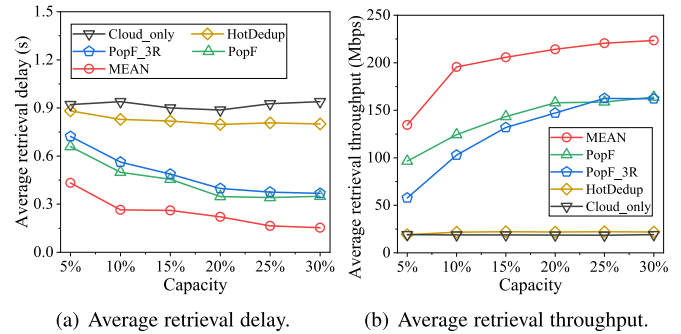 1.5
1.2
0.9
0.6
0.3
0.0
Average retrieval delay (s)
Cloud_only
HotDedup
PopF_3R
PopF
MEAN
5% 10% 15% 20% 25% 30%
Capacity
(a) Average retrieval delay.
250
200
150
100
50
0
Average retrieval throughput (Mbps)
MEAN
PopF
PopF_3R
HotDedup
Cloud_only
5% 10% 15% 20% 25% 30%
Capacity
(b) Average retrieval throughput.